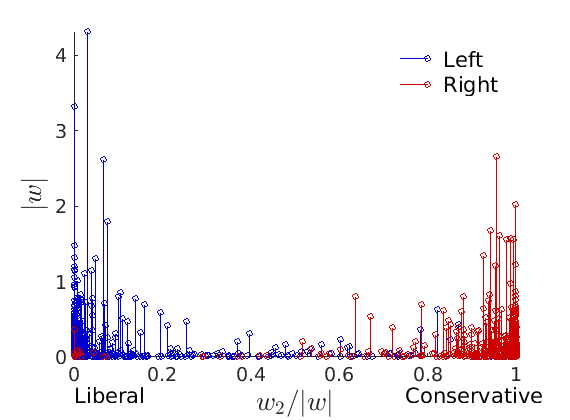 4
3
2
1
0
|w|
Left
Right
0 0.2 0.4 0.6 0.8 1
Liberal Conservative
w₂/|w|